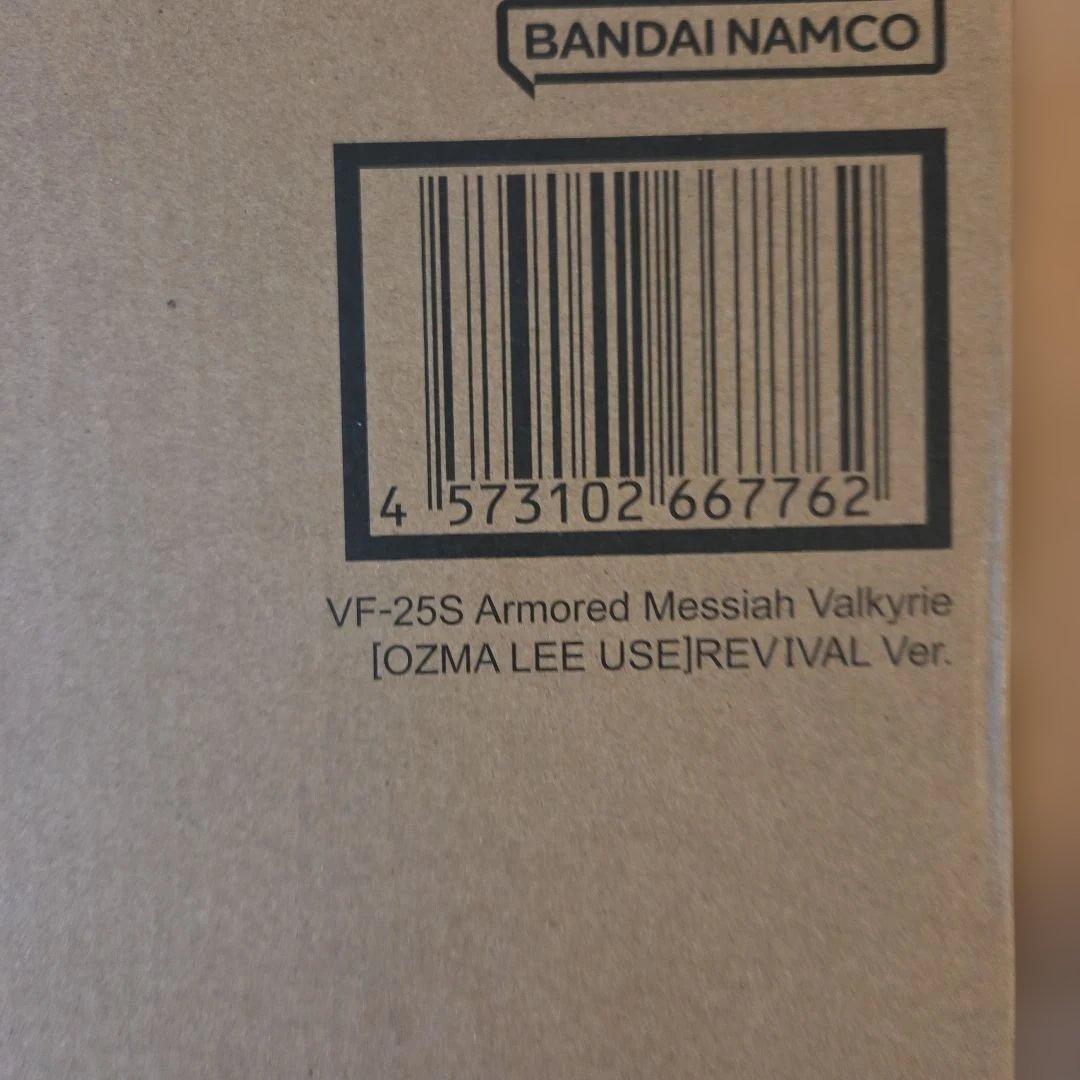 BANDAI NAMCO
4 573102 667762
VF-25S Armored Messiah Valkyrie
[OZMA LEE USE]REVIVAL Ver.